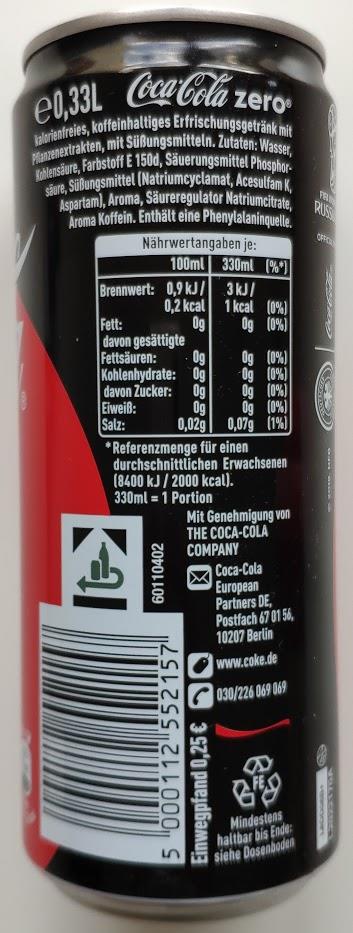 e0,33L Coca-Cola zero®
kalorienfreies, koffeinhaltiges Erfrischungsgetränk mit
Pflanzenextrakten, mit Süßungsmitteln. Zutaten: Wasser,
Kohlensäure, Farbstoff E 150d, Säuerungsmittel Phosphor-
säure, Süßungsmittel (Natriumcyclamat, Acesulfam K,
Aspartam), Aroma, Säureregulator Natriumcitrate,
Aroma Koffein. Enthält eine Phenylalaninquelle.
Nährwertangaben je:
100ml 330ml (%*)
Brennwert: 0,9 kJ / 3 kJ /
0,2 kcal 1 kcal (0%)
Fett: 0g 0g (0%)
davon gesättigte
Fettsäuren: 0g 0g (0%)
Kohlenhydrate: 0g 0g (0%)
davon Zucker: 0g 0g (0%)
Eiweiß: 0g 0g (0%)
Salz: 0,02g 0,07g (1%)
*Referenzmenge für einen
durchschnittlichen Erwachsenen
(8400 kJ / 2000 kcal).
330ml = 1 Portion
Mit Genehmigung von
THE COCA-COLA
COMPANY
Coca-Cola
European
Partners DE,
Postfach 67 01 56,
10207 Berlin
www.coke.de
030/226 069 069
60110402
5 000112 552157
Einwegpfand 0,25 €
FE
Mindestens
haltbar bis Ende:
siehe Dosenboden